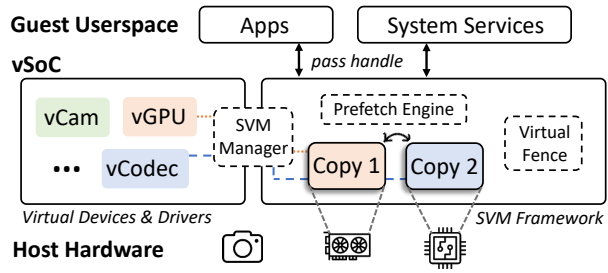 Guest Userspace
Apps
System Services
vSoC
pass handle
vCam
vGPU
SVM
Manager
Prefetch Engine
Virtual
Fence
... vCodec
Copy 1
Copy 2
Virtual Devices & Drivers
SVM Framework
Host Hardware